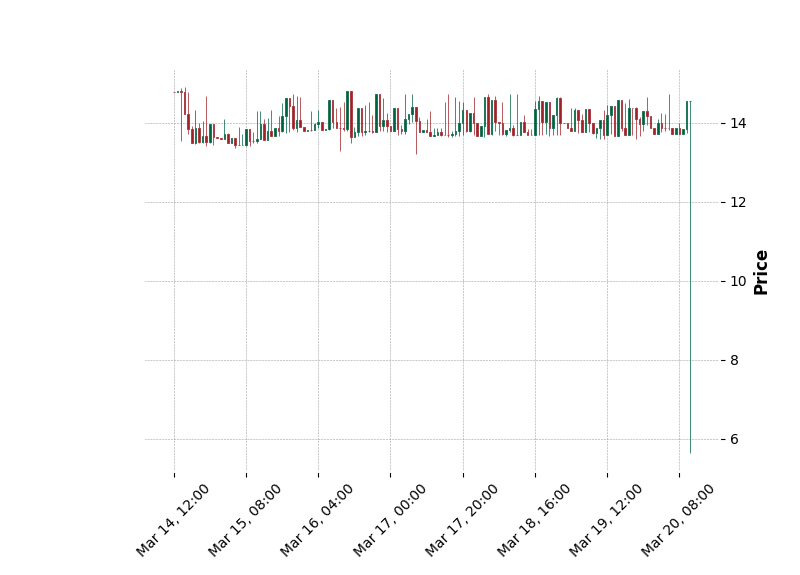 14
12
10
8
6
Price
Mar 14, 12:00
Mar 15, 08:00
Mar 16, 04:00
Mar 17, 00:00
Mar 17, 20:00
Mar 18, 16:00
Mar 19, 12:00
Mar 20, 08:00